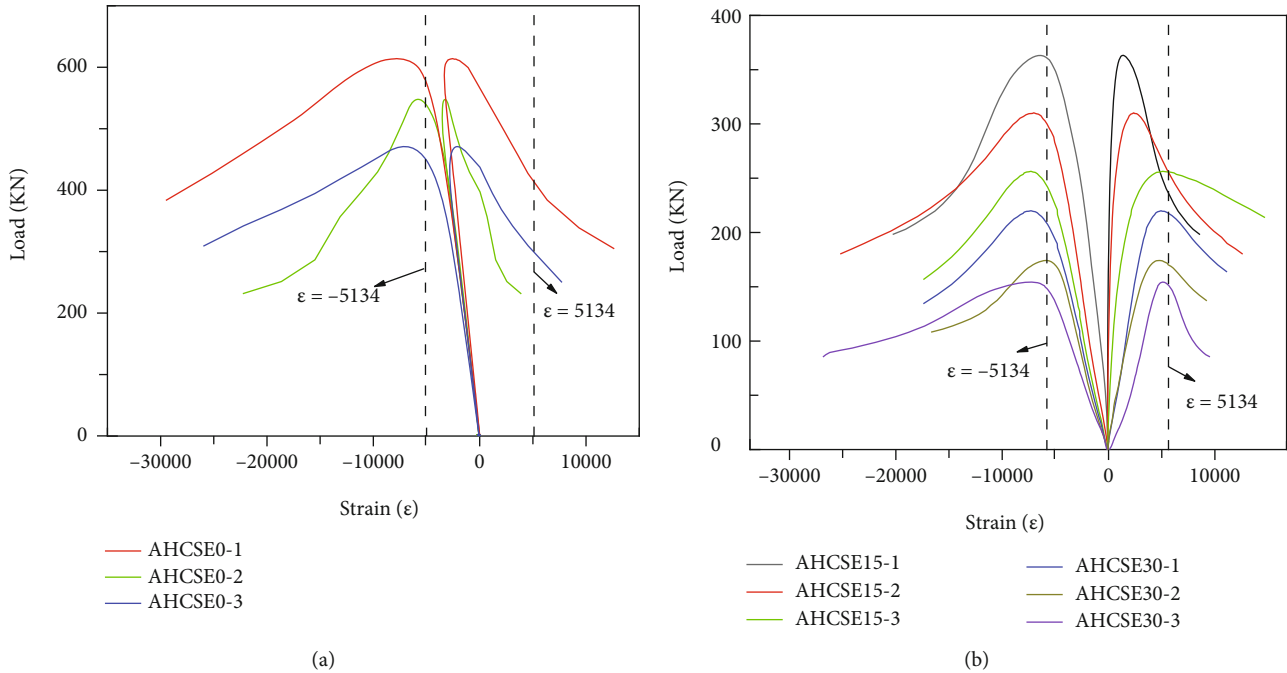 600
400
200
0
Load (KN)
ε = –5134
ε = 5134
–30000 –20000 –10000 0 10000
Strain (ε)
AHCSE0-1
AHCSE0-2
AHCSE0-3
(a)
400
300
200
100
0
Load (KN)
ε = –5134
ε = 5134
–30000 –20000 –10000 0 10000
Strain (ε)
AHCSE15-1
AHCSE15-2
AHCSE15-3
AHCSE30-1
AHCSE30-2
AHCSE30-3
(b)